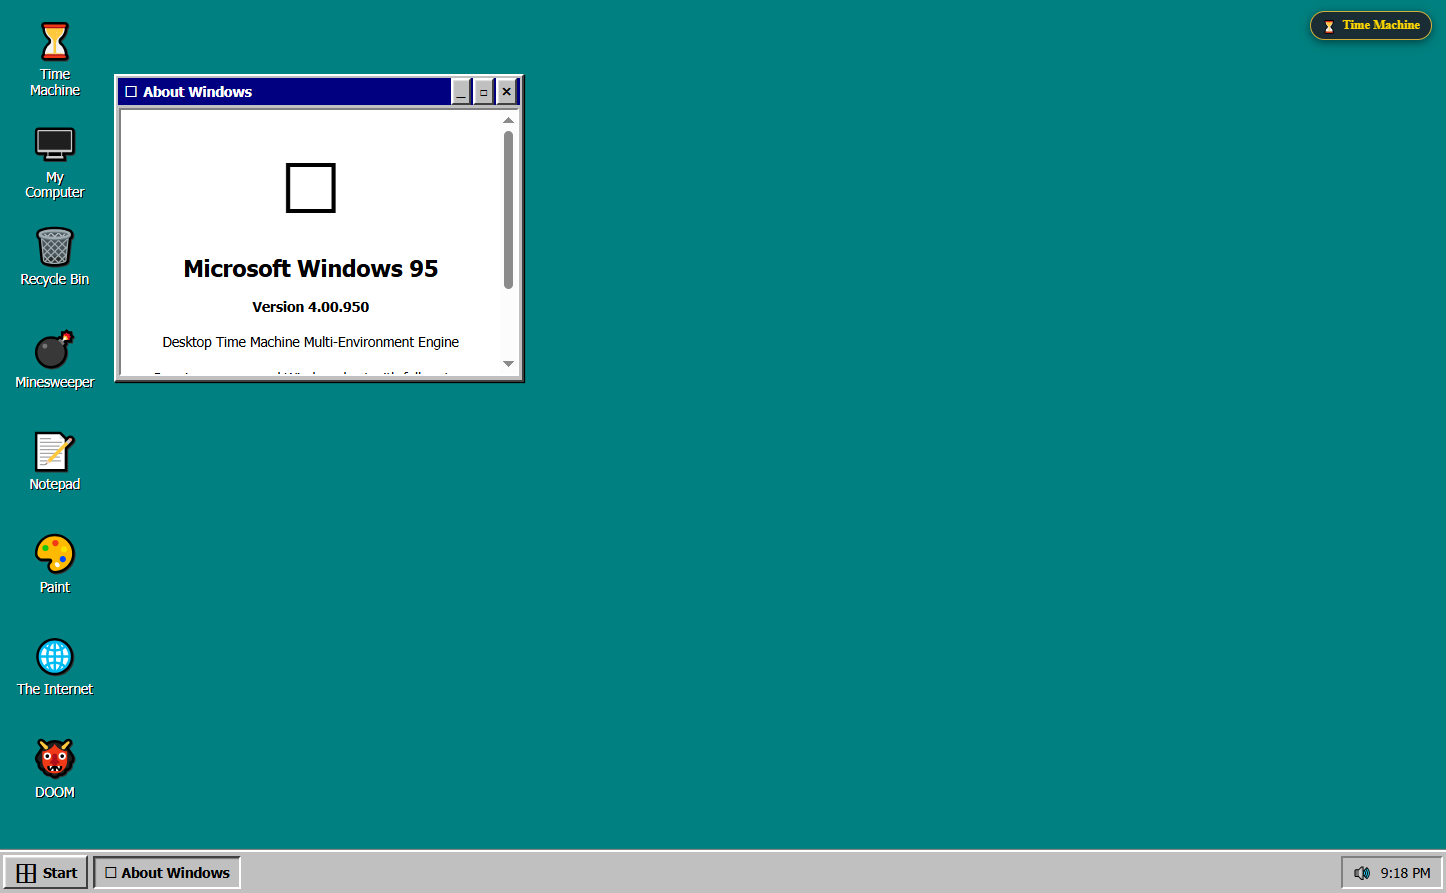 Time Machine
Time
Machine
My
Computer
Recycle Bin
Minesweeper
Notepad
Paint
The Internet
DOOM
About Windows
Microsoft Windows 95
Version 4.00.950
Desktop Time Machine Multi-Environment Engine
Start
About Windows
9:18 PM